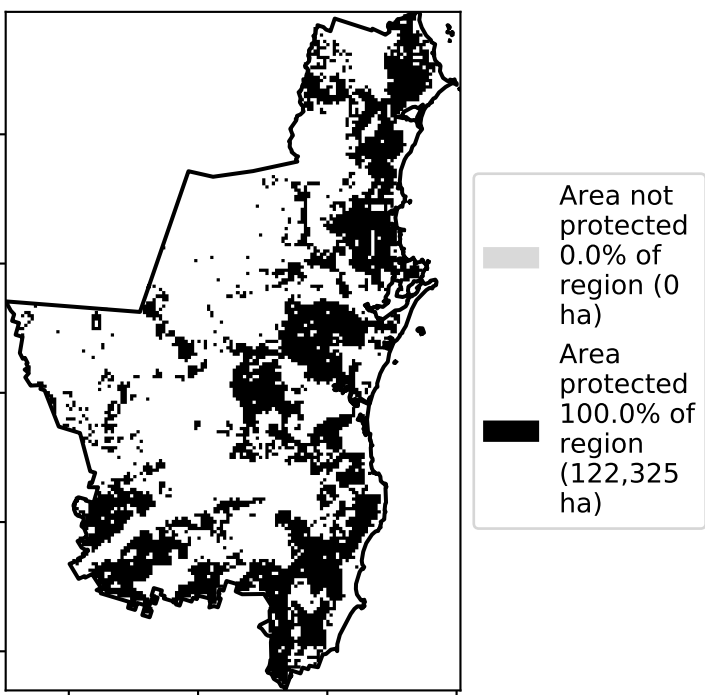 Area not
protected
0.0% of
region (0
ha)
Area
protected
100.0% of
region
(122,325
ha)